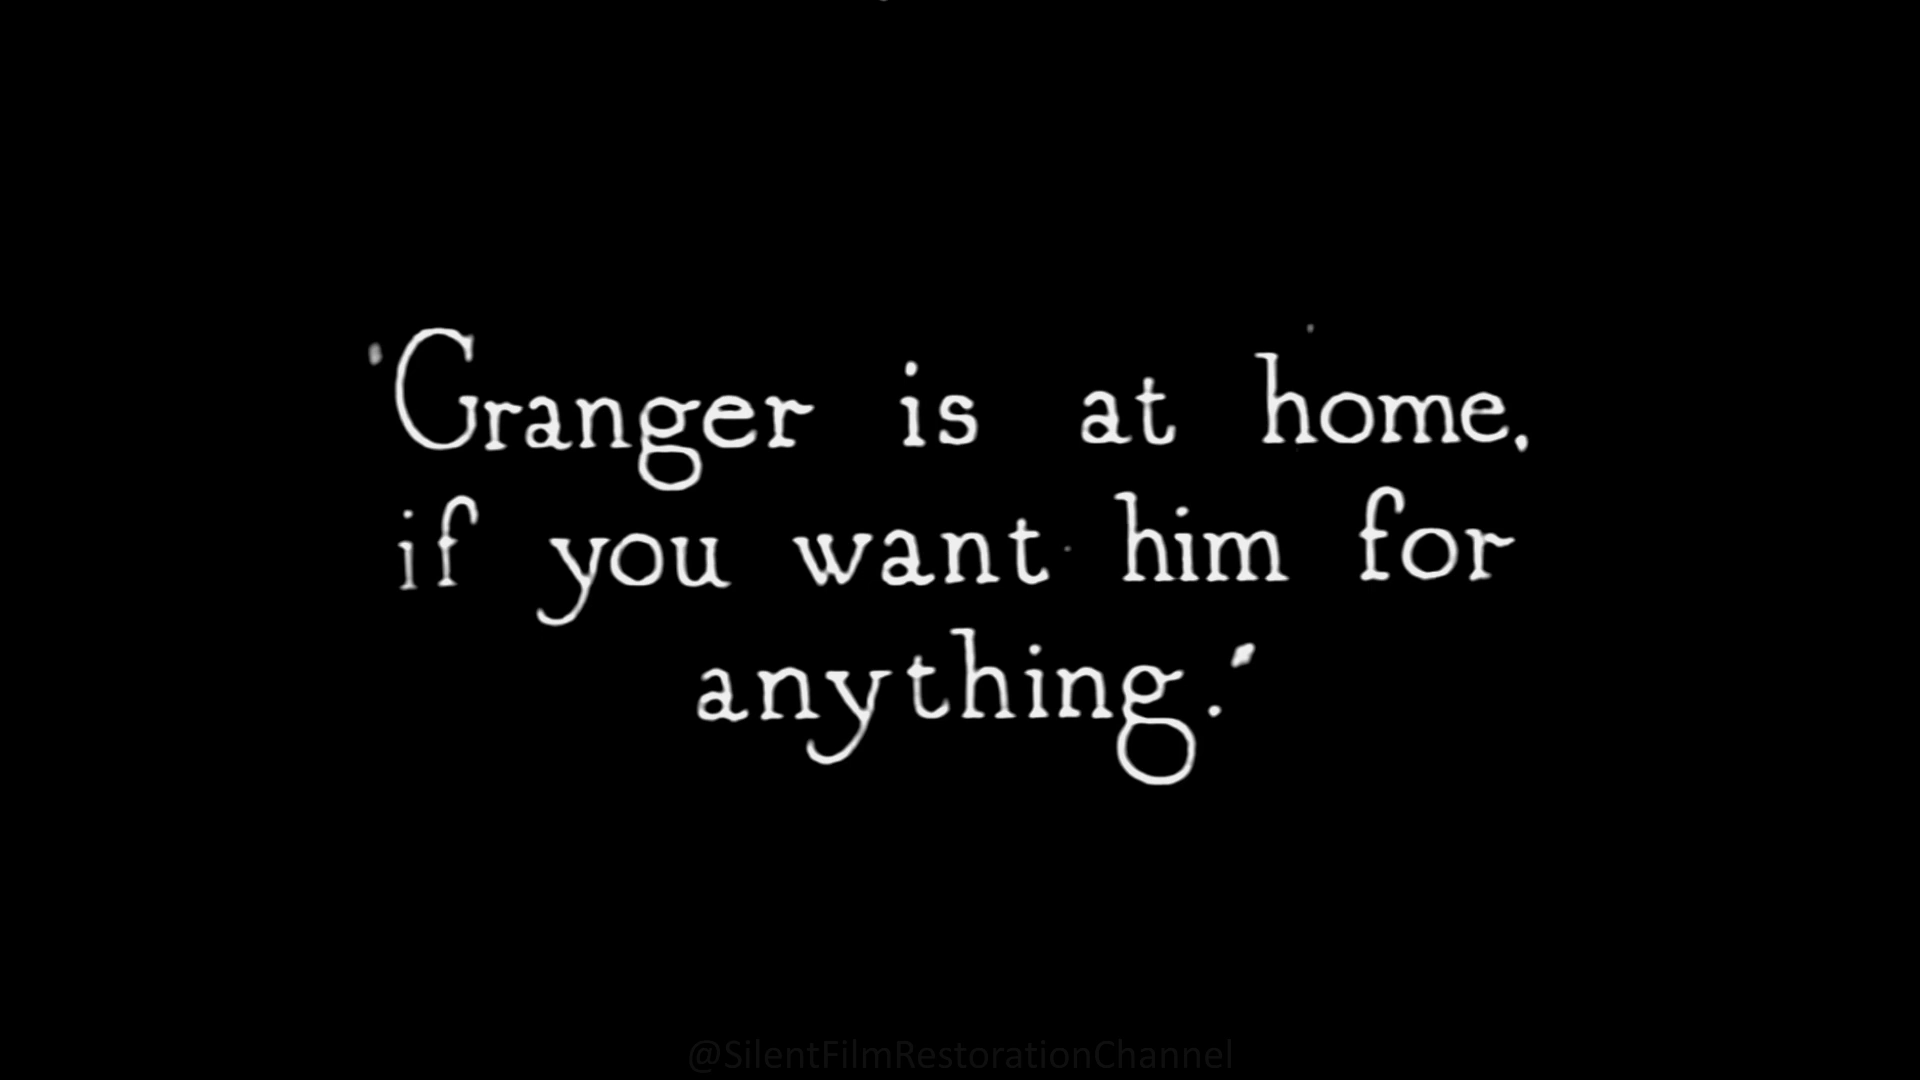 "Granger is at home,
if you want him for
anything."
@SilentFilmRestorationChannel